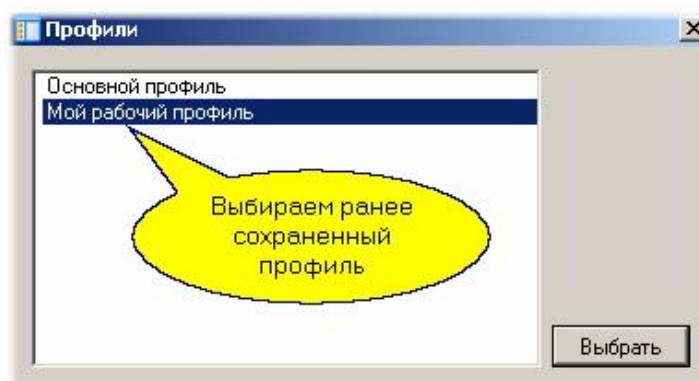 Профили
Основной профиль
Мой рабочий профиль
Выбираем ранее
сохраненный
профиль
Выбрать